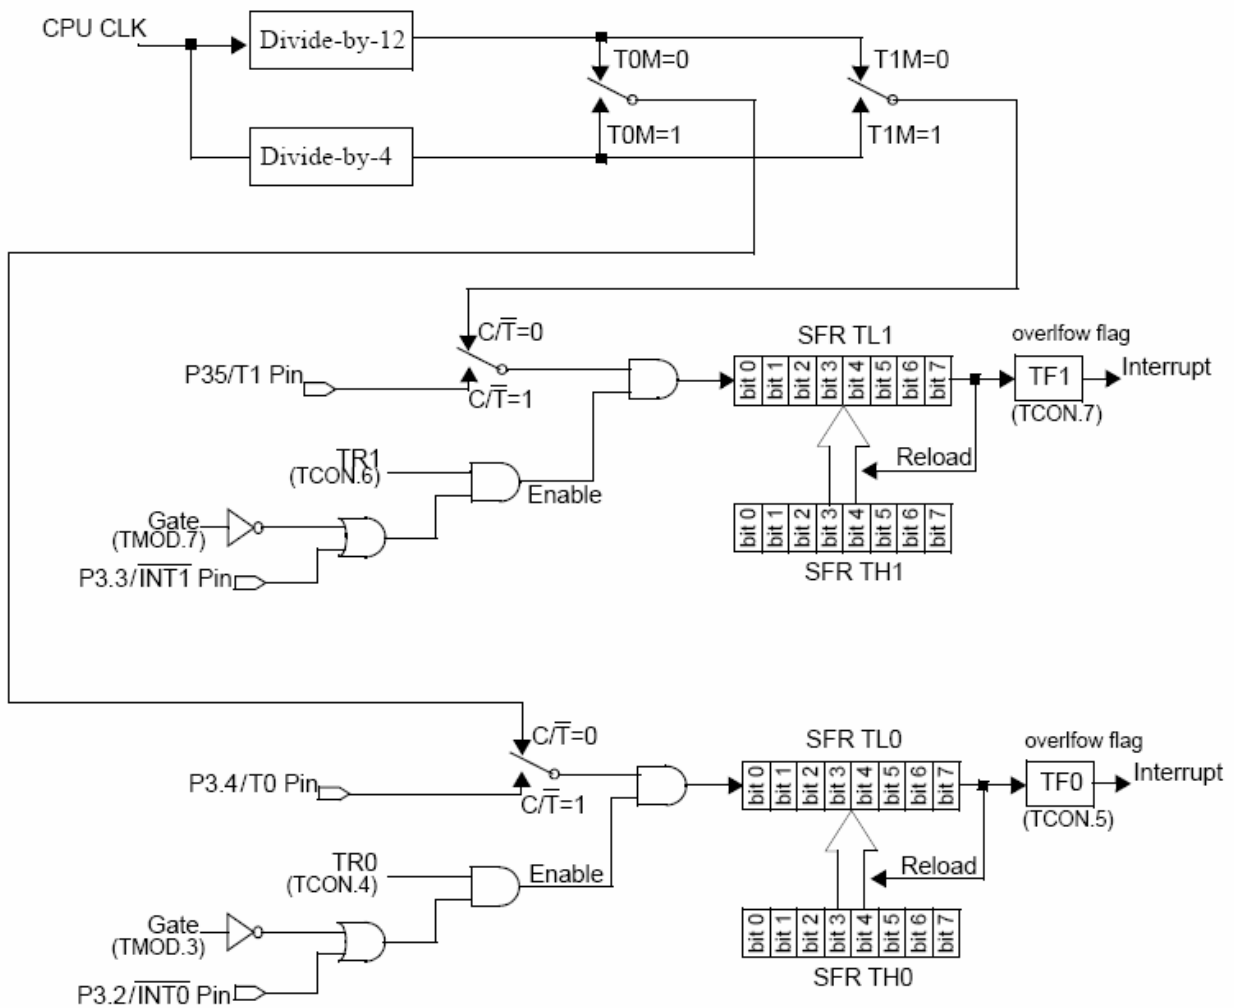 CPU CLK
Divide-by-12
T0M=0
T1M=0
T0M=1
T1M=1
Divide-by-4
C/T̅=0
SFR TL1
overlfow flag
P35/T1 Pin
C/T̅=1
bit 0 bit 1 bit 2 bit 3 bit 4 bit 5 bit 6 bit 7
TF1
Interrupt
(TCON.7)
TR1
(TCON.6)
Enable
Reload
Gate
(TMOD.7)
bit 0 bit 1 bit 2 bit 3 bit 4 bit 5 bit 6 bit 7
P3.3/I̅N̅T̅1̅ Pin
SFR TH1
C/T̅=0
SFR TL0
overlfow flag
P3.4/T0 Pin
C/T̅=1
bit 0 bit 1 bit 2 bit 3 bit 4 bit 5 bit 6 bit 7
TF0
Interrupt
(TCON.5)
TR0
(TCON.4)
Enable
Reload
Gate
(TMOD.3)
bit 0 bit 1 bit 2 bit 3 bit 4 bit 5 bit 6 bit 7
P3.2/I̅N̅T̅0̅ Pin
SFR TH0